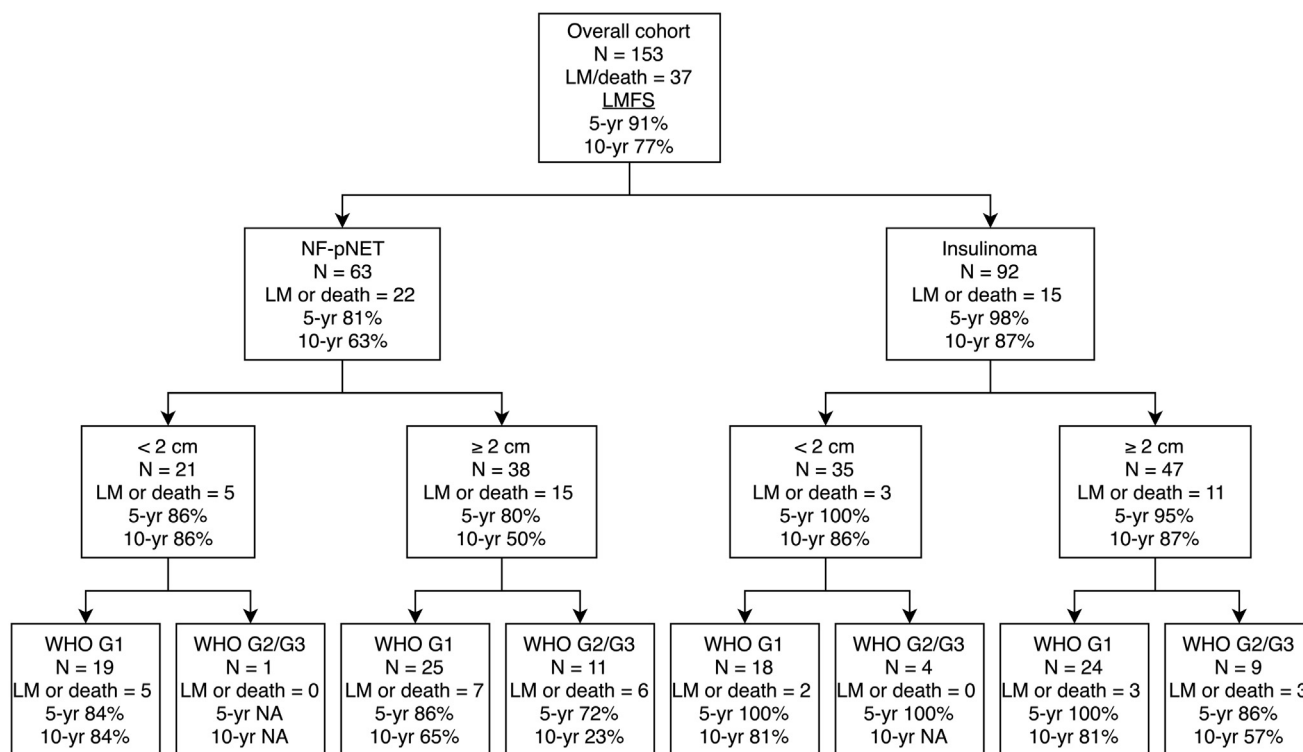 Overall cohort
N = 153
LM/death = 37
LMFS
5-yr 91%
10-yr 77%
NF-pNET
N = 63
LM or death = 22
5-yr 81%
10-yr 63%
Insulinoma
N = 92
LM or death = 15
5-yr 98%
10-yr 87%
< 2 cm
N = 21
LM or death = 5
5-yr 86%
10-yr 86%
≥ 2 cm
N = 38
LM or death = 15
5-yr 80%
10-yr 50%
< 2 cm
N = 35
LM or death = 3
5-yr 100%
10-yr 86%
≥ 2 cm
N = 47
LM or death = 11
5-yr 95%
10-yr 87%
WHO G1
N = 19
LM or death = 5
5-yr 84%
10-yr 84%
WHO G2/G3
N = 1
LM or death = 0
5-yr NA
10-yr NA
WHO G1
N = 25
LM or death = 7
5-yr 86%
10-yr 65%
WHO G2/G3
N = 11
LM or death = 6
5-yr 72%
10-yr 23%
WHO G1
N = 18
LM or death = 2
5-yr 100%
10-yr 81%
WHO G2/G3
N = 4
LM or death = 0
5-yr 100%
10-yr NA
WHO G1
N = 24
LM or death = 3
5-yr 100%
10-yr 81%
WHO G2/G3
N = 9
LM or death = 3
5-yr 86%
10-yr 57%